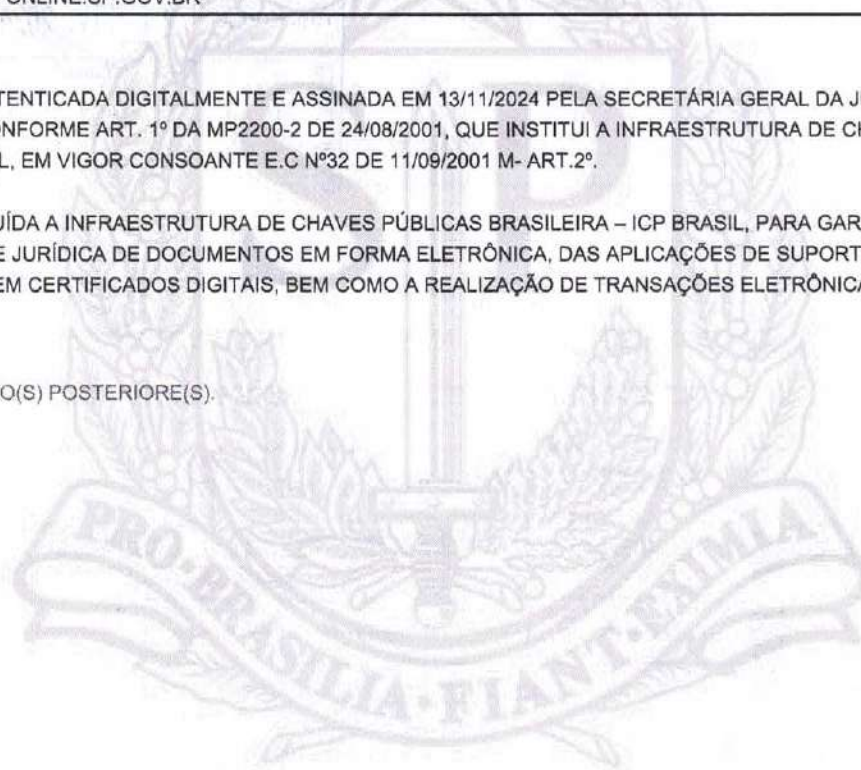 ONLINE.SP.GOV.BR
TENTICADA DIGITALMENTE E ASSINADA EM 13/11/2024 PELA SECRETÁRIA GERAL DA J
ONFORME ART. 1º DA MP2200-2 DE 24/08/2001, QUE INSTITUI A INFRAESTRUTURA DE C
L, EM VIGOR CONSOANTE E.C Nº32 DE 11/09/2001 M- ART.2º.
UÍDA A INFRAESTRUTURA DE CHAVES PÚBLICAS BRASILEIRA – ICP BRASIL, PARA GAR
E JURÍDICA DE DOCUMENTOS EM FORMA ELETRÔNICA, DAS APLICAÇÕES DE SUPORT
EM CERTIFICADOS DIGITAIS, BEM COMO A REALIZAÇÃO DE TRANSAÇÕES ELETRÔNICA
O(S) POSTERIORE(S).
SP
PRO·BRASILIA·FIANT·EXIMIA